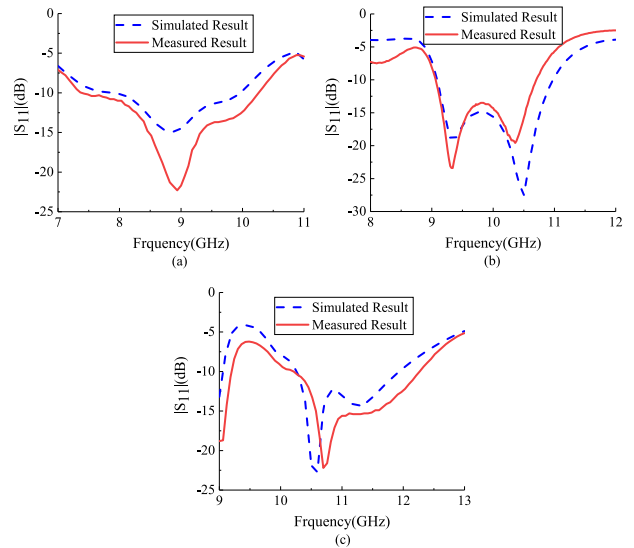 0
-5
-10
-15
-20
-25
|S11|(dB)
Simulated Result
Measured Result
7
8
9
10
11
Frquency(GHz)
(a)
0
-5
-10
-15
-20
-25
-30
|S11|(dB)
Simulated Result
Measured Result
8
9
10
11
12
Frquency(GHz)
(b)
0
-5
-10
-15
-20
-25
|S11|(dB)
Simulated Result
Measured Result
9
10
11
12
13
Frquency(GHz)
(c)